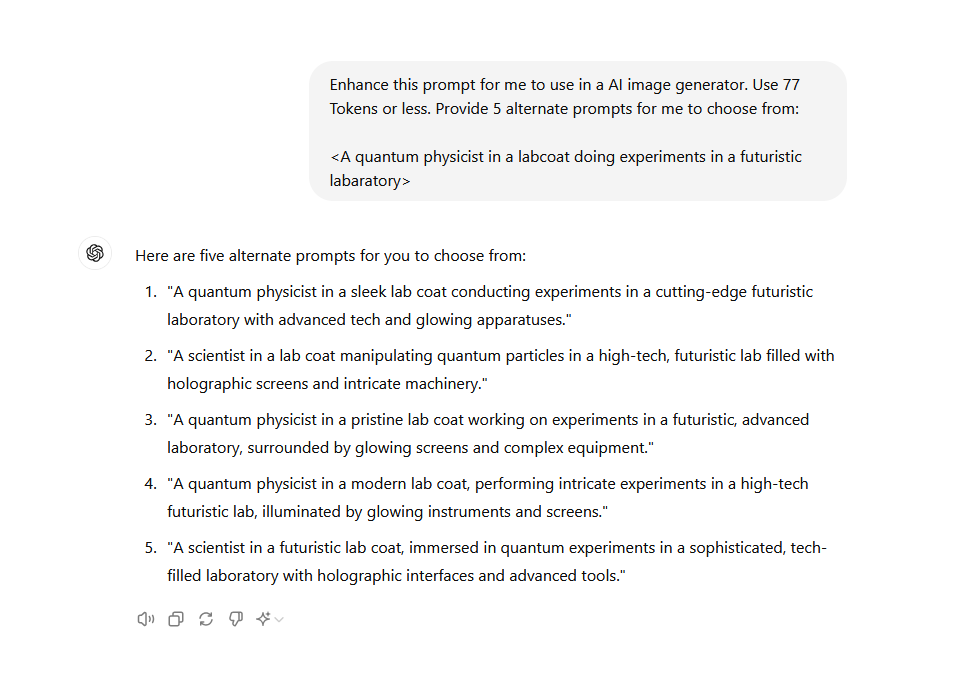 Enhance this prompt for me to use in a AI image generator. Use 77
Tokens or less. Provide 5 alternate prompts for me to choose from:
<A quantum physicist in a labcoat doing experiments in a futuristic
labaratory>
Here are five alternate prompts for you to choose from:
1. "A quantum physicist in a sleek lab coat conducting experiments in a cutting-edge futuristic
laboratory with advanced tech and glowing apparatuses."
2. "A scientist in a lab coat manipulating quantum particles in a high-tech, futuristic lab filled with
holographic screens and intricate machinery."
3. "A quantum physicist in a pristine lab coat working on experiments in a futuristic, advanced
laboratory, surrounded by glowing screens and complex equipment."
4. "A quantum physicist in a modern lab coat, performing intricate experiments in a high-tech
futuristic lab, illuminated by glowing instruments and screens."
5. "A scientist in a futuristic lab coat, immersed in quantum experiments in a sophisticated, tech-
filled laboratory with holographic interfaces and advanced tools."